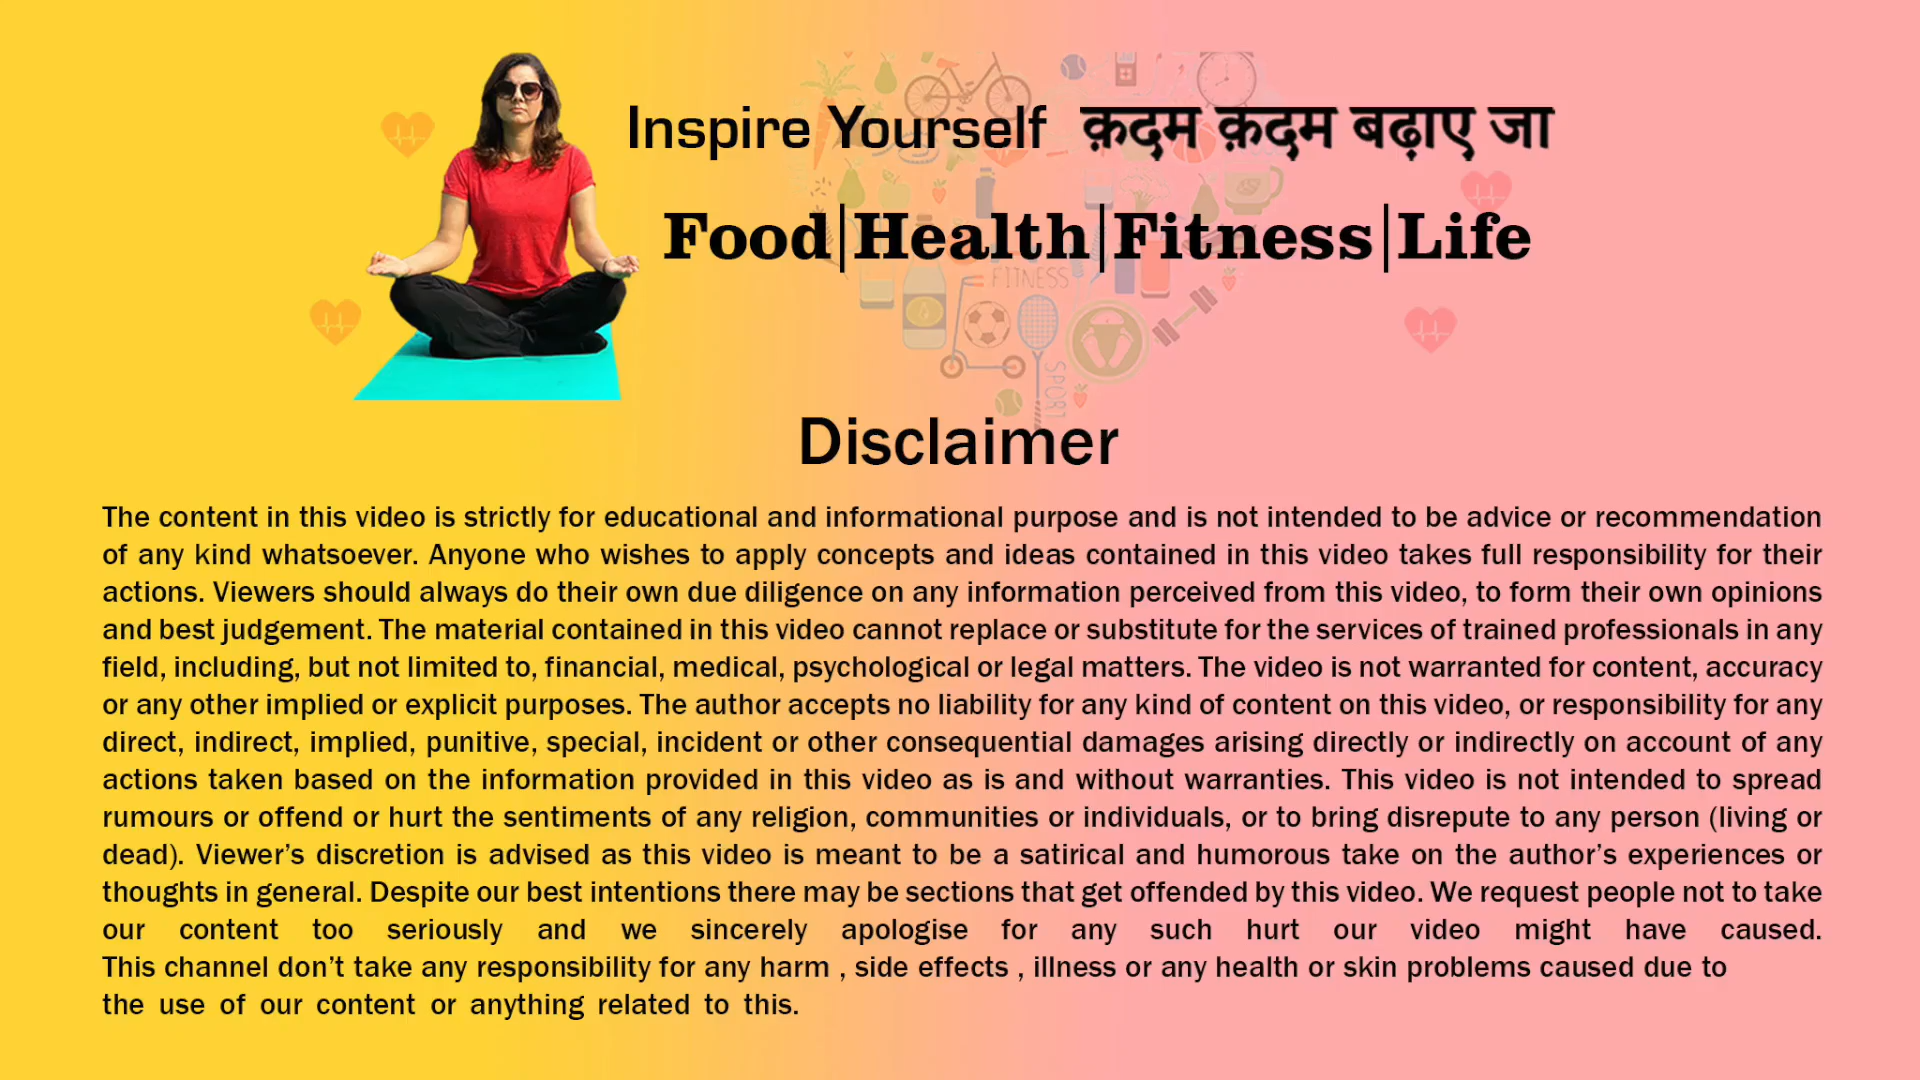 Inspire Yourself क़दम क़दम बढ़ाए जा
Food|Health|Fitness|Life
FITNESS
SPORT
Disclaimer
The content in this video is strictly for educational and informational purpose and is not intended to be advice or recommendation
of any kind whatsoever. Anyone who wishes to apply concepts and ideas contained in this video takes full responsibility for their
actions. Viewers should always do their own due diligence on any information perceived from this video, to form their own opinions
and best judgement. The material contained in this video cannot replace or substitute for the services of trained professionals in any
field, including, but not limited to, financial, medical, psychological or legal matters. The video is not warranted for content, accuracy
or any other implied or explicit purposes. The author accepts no liability for any kind of content on this video, or responsibility for any
direct, indirect, implied, punitive, special, incident or other consequential damages arising directly or indirectly on account of any
actions taken based on the information provided in this video as is and without warranties. This video is not intended to spread
rumours or offend or hurt the sentiments of any religion, communities or individuals, or to bring disrepute to any person (living or
dead). Viewer’s discretion is advised as this video is meant to be a satirical and humorous take on the author’s experiences or
thoughts in general. Despite our best intentions there may be sections that get offended by this video. We request people not to take
our content too seriously and we sincerely apologise for any such hurt our video might have caused.
This channel don’t take any responsibility for any harm , side effects , illness or any health or skin problems caused due to
the use of our content or anything related to this.